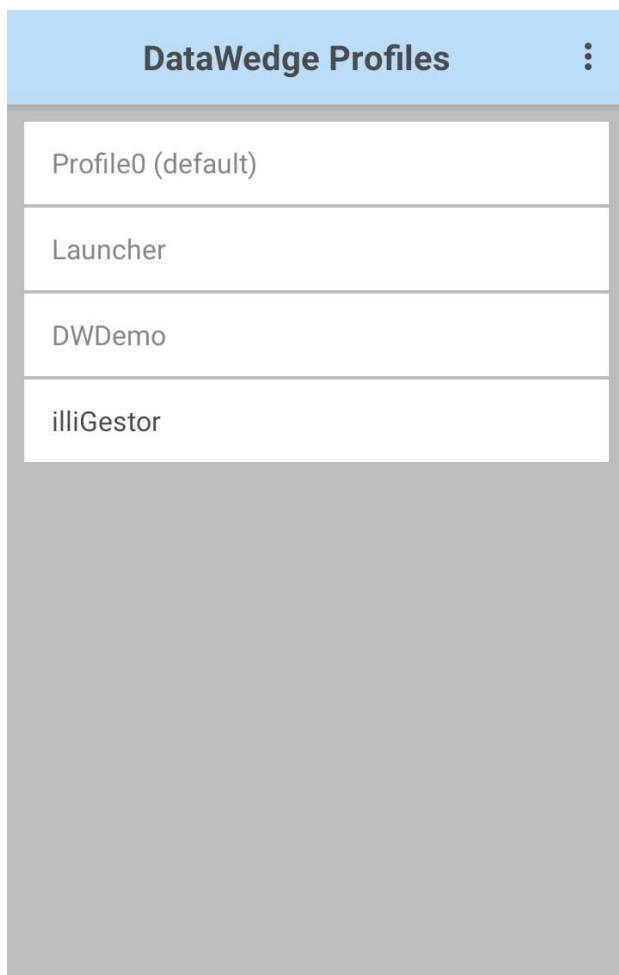 DataWedge Profiles
Profile0 (default)
Launcher
DWDemo
illiGestor